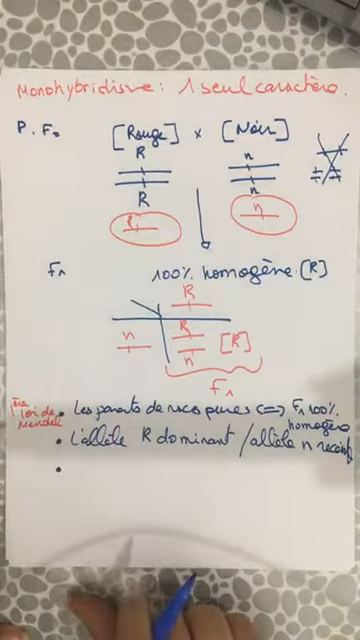 Monohybridisme: 1 seul caractère.
P. F₀ [Rouge] x [Noir]
R n
R n
R n
F₁ 100% homogène. [R]
R
n R [R]
n
F₁
1ère loi de Mendel • Les parents de races pures <=> F₁ 100% homogène
• L'allèle R dominant / allèle n récessif
•